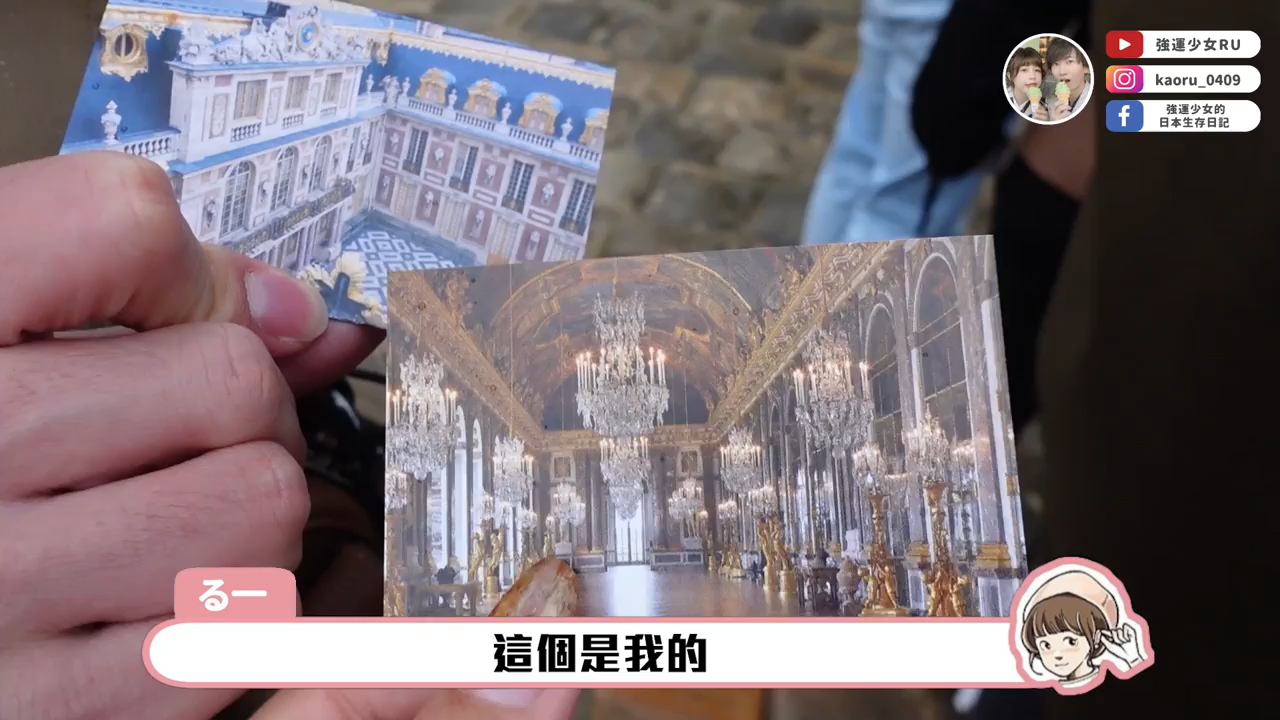 強運少女RU
kaoru_0409
強運少女的
日本生存日記
るー
這個是我的